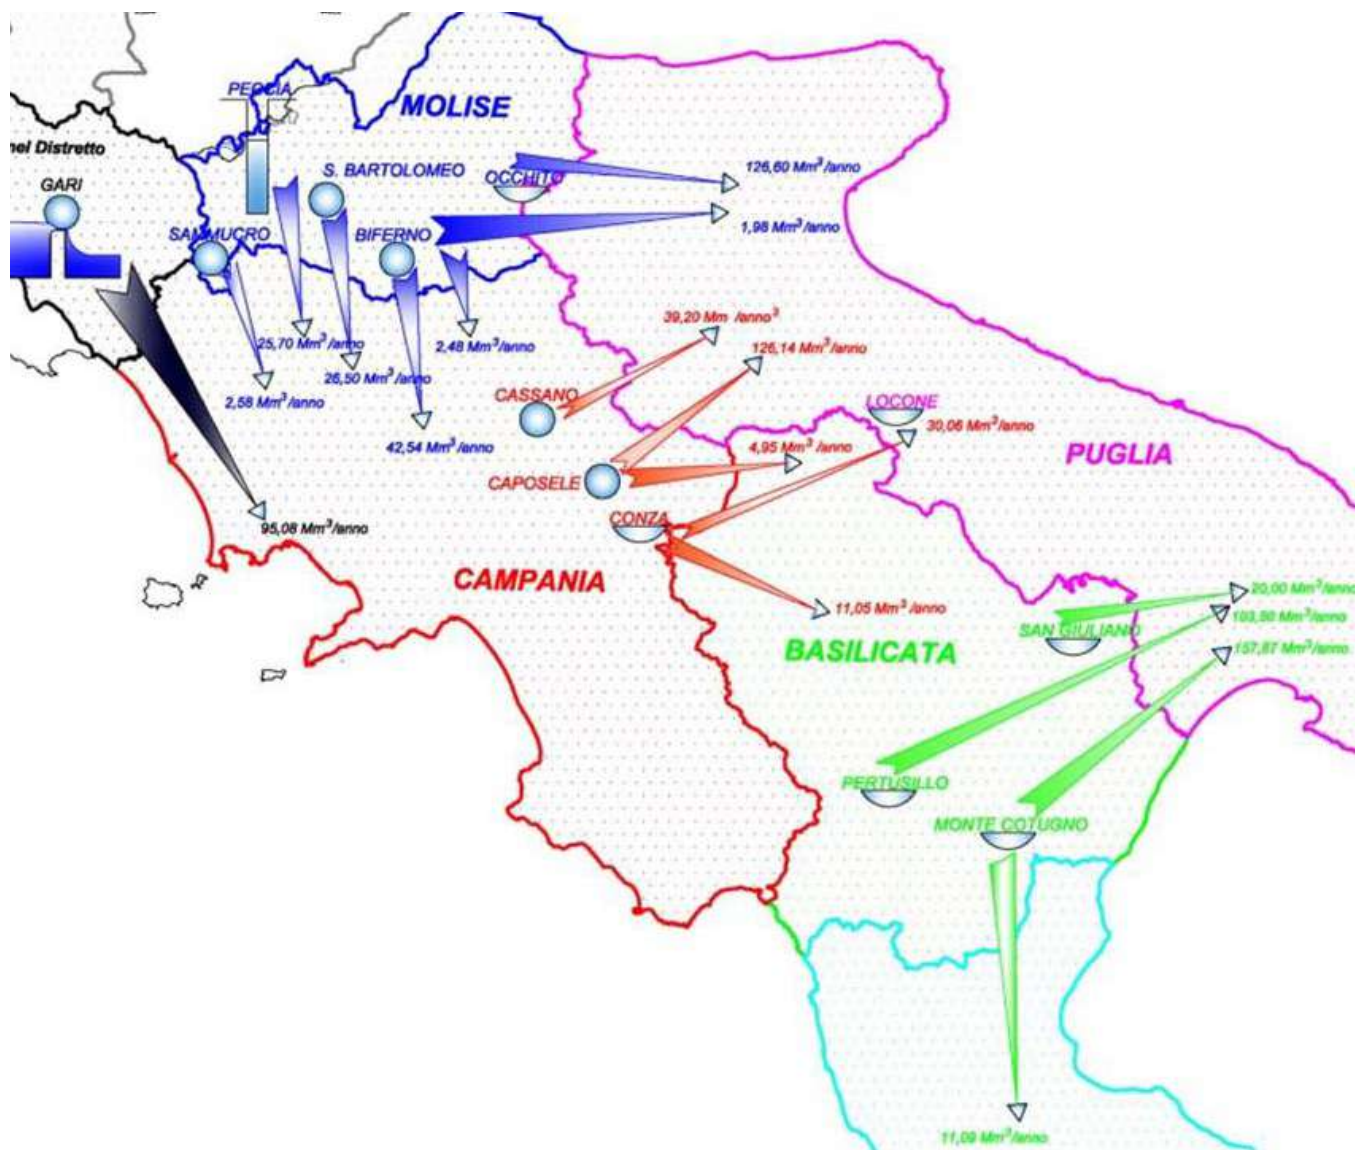 PECCIA
MOLISE
nel Distretto
GARI
S. BARTOLOMEO
OCCHITO
126,60 Mm³/anno
1,98 Mm³/anno
SAMMUCRO
BIFERNO
39,20 Mm /anno³
25,70 Mm³/anno
2,48 Mm³/anno
126,14 Mm³/anno
26,50 Mm³/anno
2,58 Mm³/anno
CASSANO
LOCONE
30,06 Mm³/anno
42,54 Mm³/anno
4,95 Mm³/anno
PUGLIA
CAPOSELE
CONZA
95,08 Mm³/anno
CAMPANIA
20,00 Mm³/anno
11,05 Mm³/anno
Mm³/anno
SAN GIULIANO
BASILICATA
157,87 Mm³/anno
PERTUSILLO
MONTE COTUGNO
11,09 Mm³/anno